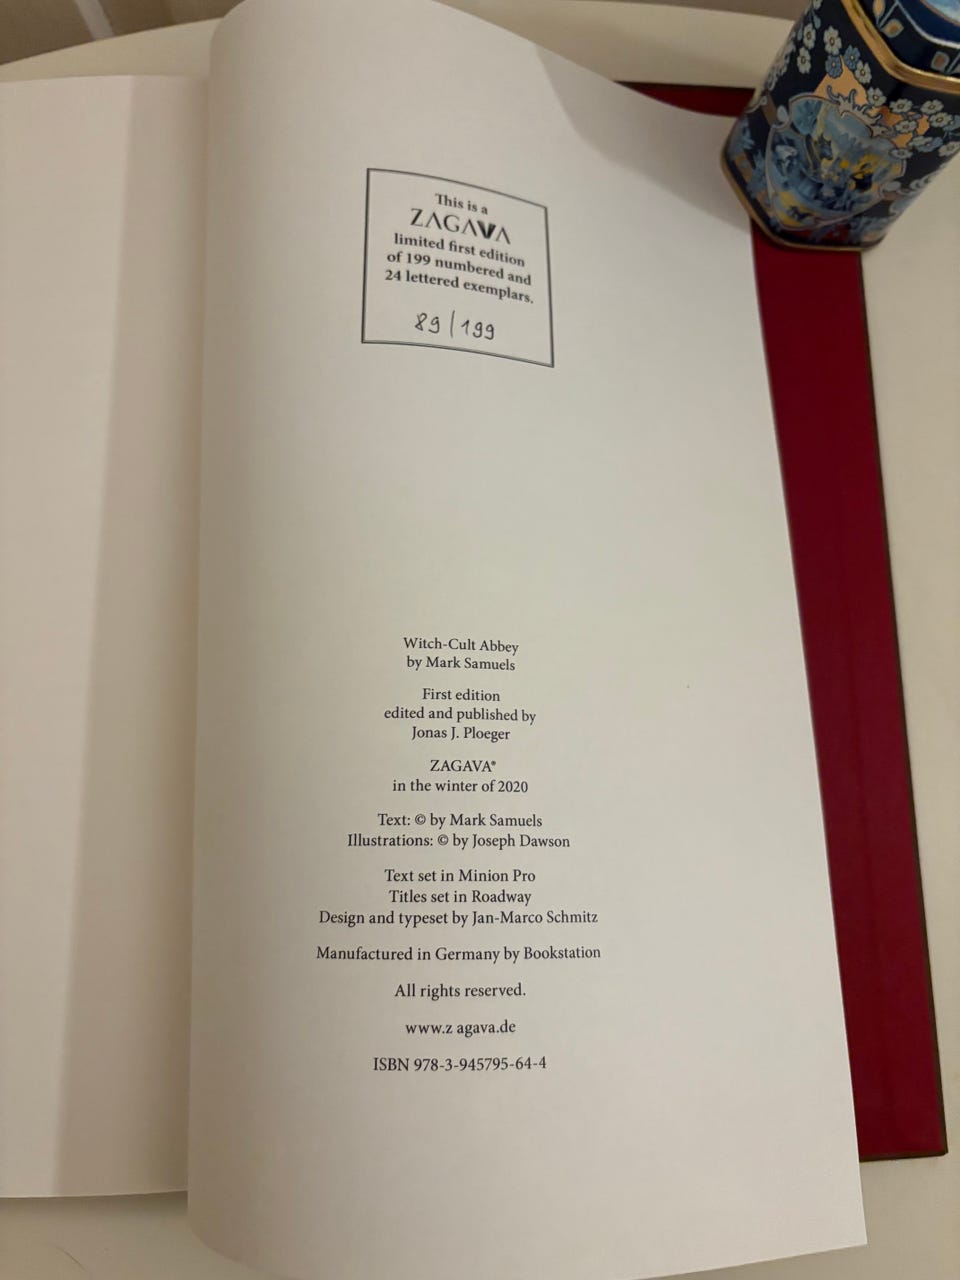 This is a
ZAGAVA
limited first edition
of 199 numbered and
24 lettered exemplars.
89/199
Witch-Cult Abbey
by Mark Samuels
First edition
edited and published by
Jonas J. Ploeger
ZAGAVA®
in the winter of 2020
Text: © by Mark Samuels
Illustrations: © by Joseph Dawson
Text set in Minion Pro
Titles set in Roadway
Design and typeset by Jan-Marco Schmitz
Manufactured in Germany by Bookstation
All rights reserved.
www.z agava.de
ISBN 978-3-945795-64-4